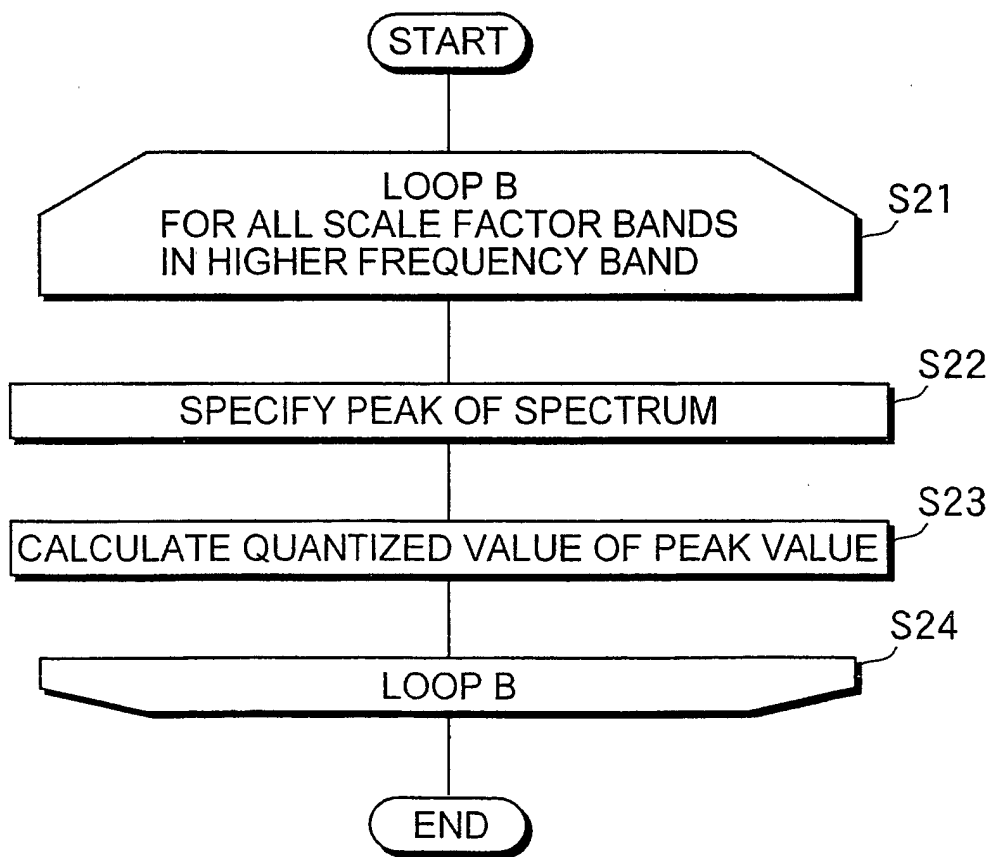 START
LOOP B
FOR ALL SCALE FACTOR BANDS
IN HIGHER FREQUENCY BAND
S21
SPECIFY PEAK OF SPECTRUM
S22
CALCULATE QUANTIZED VALUE OF PEAK VALUE
S23
LOOP B
S24
END